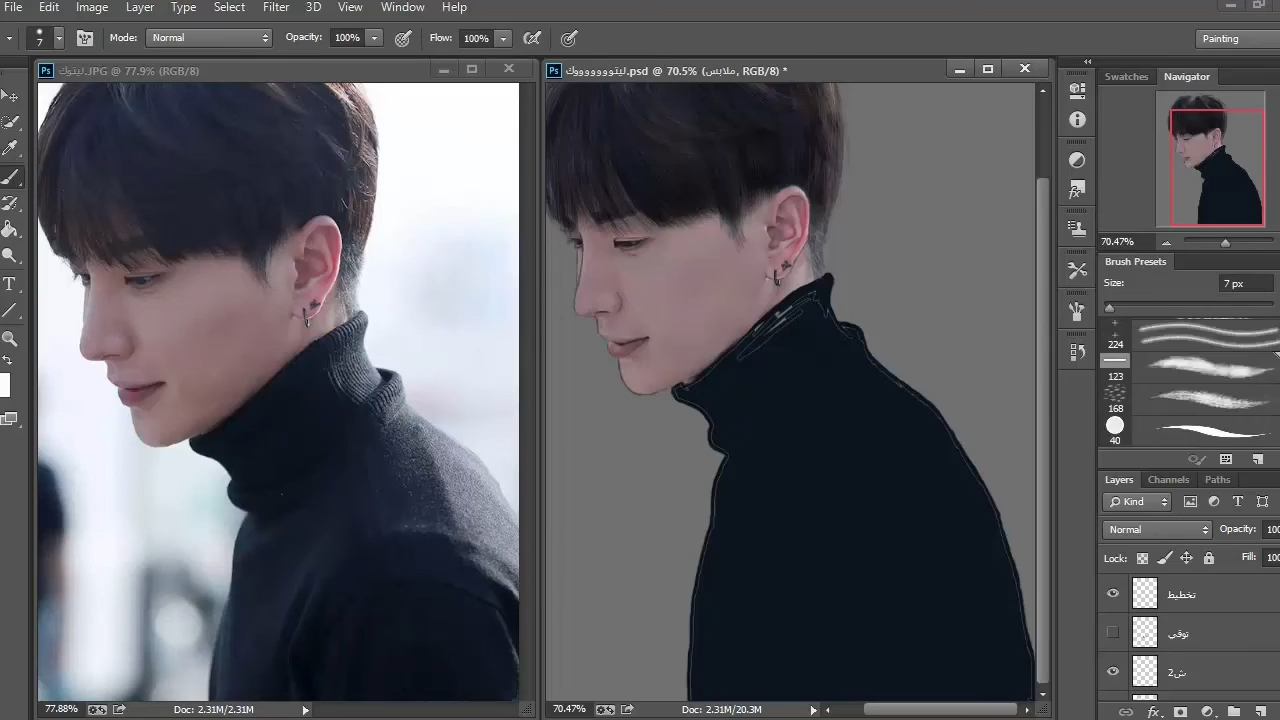 File Edit Image Layer Type Select Filter 3D View Window Help
7 Mode: Normal Opacity: 100% Flow: 100% Painting
ليتوك.JPG @ 77.9% (RGB/8)
ليتووووووك.psd @ 70.5% (ملابس, RGB/8) *
Swatches Navigator
70.47%
Brush Presets
Size: 7 px
224
123
168
40
Layers Channels Paths
Kind
Normal Opacity: 100
Lock: Fill: 100
تخطيط
توقي
ش2
77.88% Doc: 2.31M/2.31M
70.47% Doc: 2.31M/20.3M